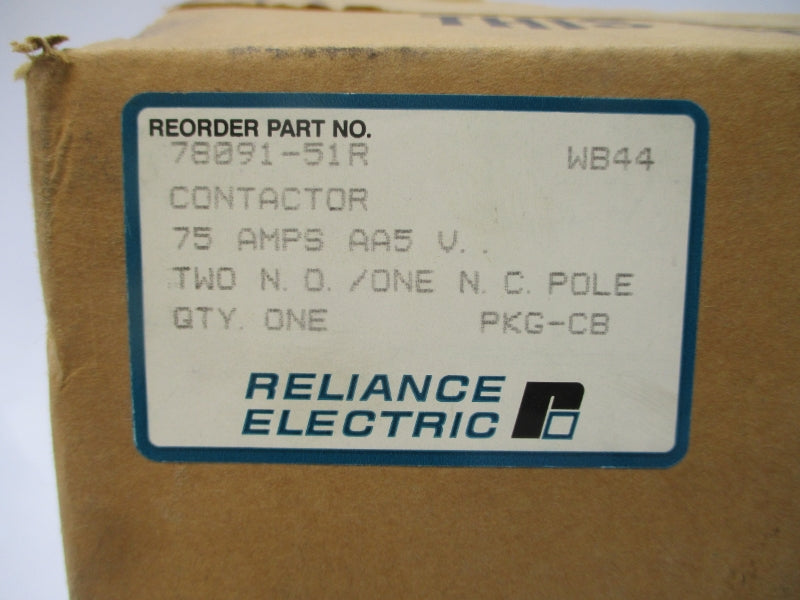 THIS
REORDER PART NO.
78091-51R WB44
CONTACTOR
75 AMPS AA5 V..
TWO N.O./ONE N.C. POLE
QTY. ONE PKG-CB
RELIANCE
ELECTRIC